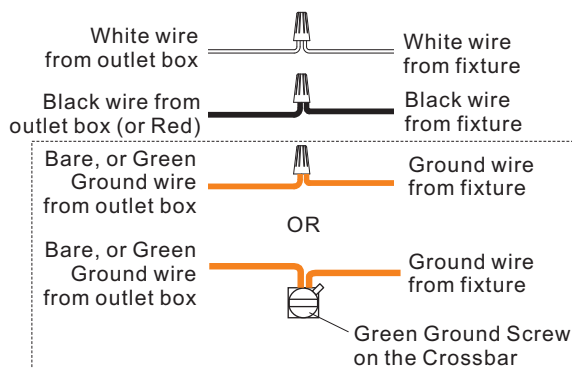 White wire
from outlet box
White wire
from fixture
Black wire from
outlet box (or Red)
Black wire
from fixture
Bare, or Green
Ground wire
from outlet box
Ground wire
from fixture
OR
Bare, or Green
Ground wire
from outlet box
Ground wire
from fixture
Green Ground Screw
on the Crossbar